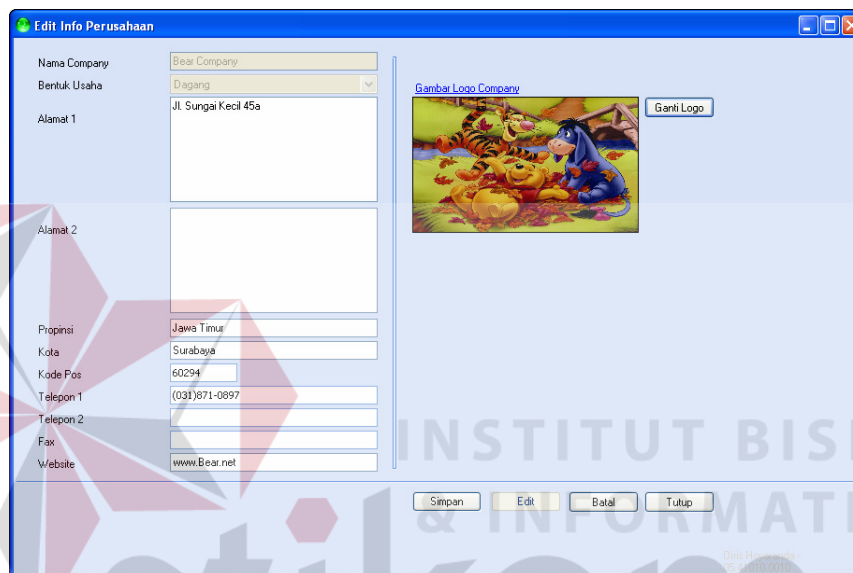 Edit Info Perusahaan
Nama Company Bear Company
Bentuk Usaha Dagang
Alamat 1 Jl. Sungai Kecil 45a
Alamat 2
Propinsi Jawa Timur
Kota Surabaya
Kode Pos 60294
Telepon 1 (031)871-0897
Telepon 2
Fax
Website www.Bear.net
Gambar Logo Company
Ganti Logo
Simpan Edit Batal Tutup
INSTITUT BISI
& INFORMATI